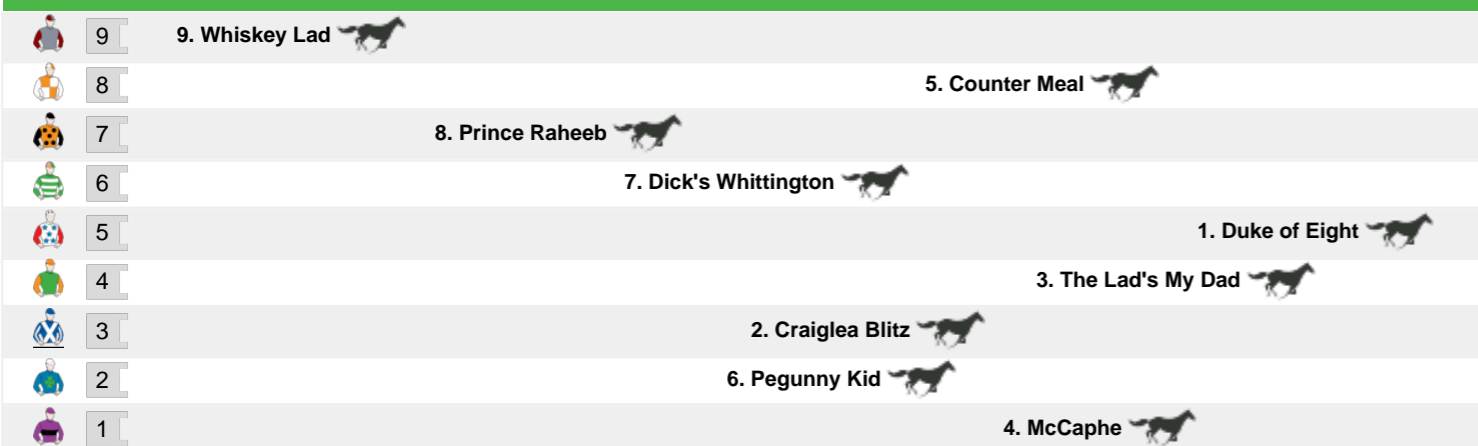 9 9. Whiskey Lad
8 5. Counter Meal
7 8. Prince Raheeb
6 7. Dick's Whittington
5 1. Duke of Eight
4 3. The Lad's My Dad
3 2. Craiglea Blitz
2 6. Pegunny Kid
1 4. McCaphe